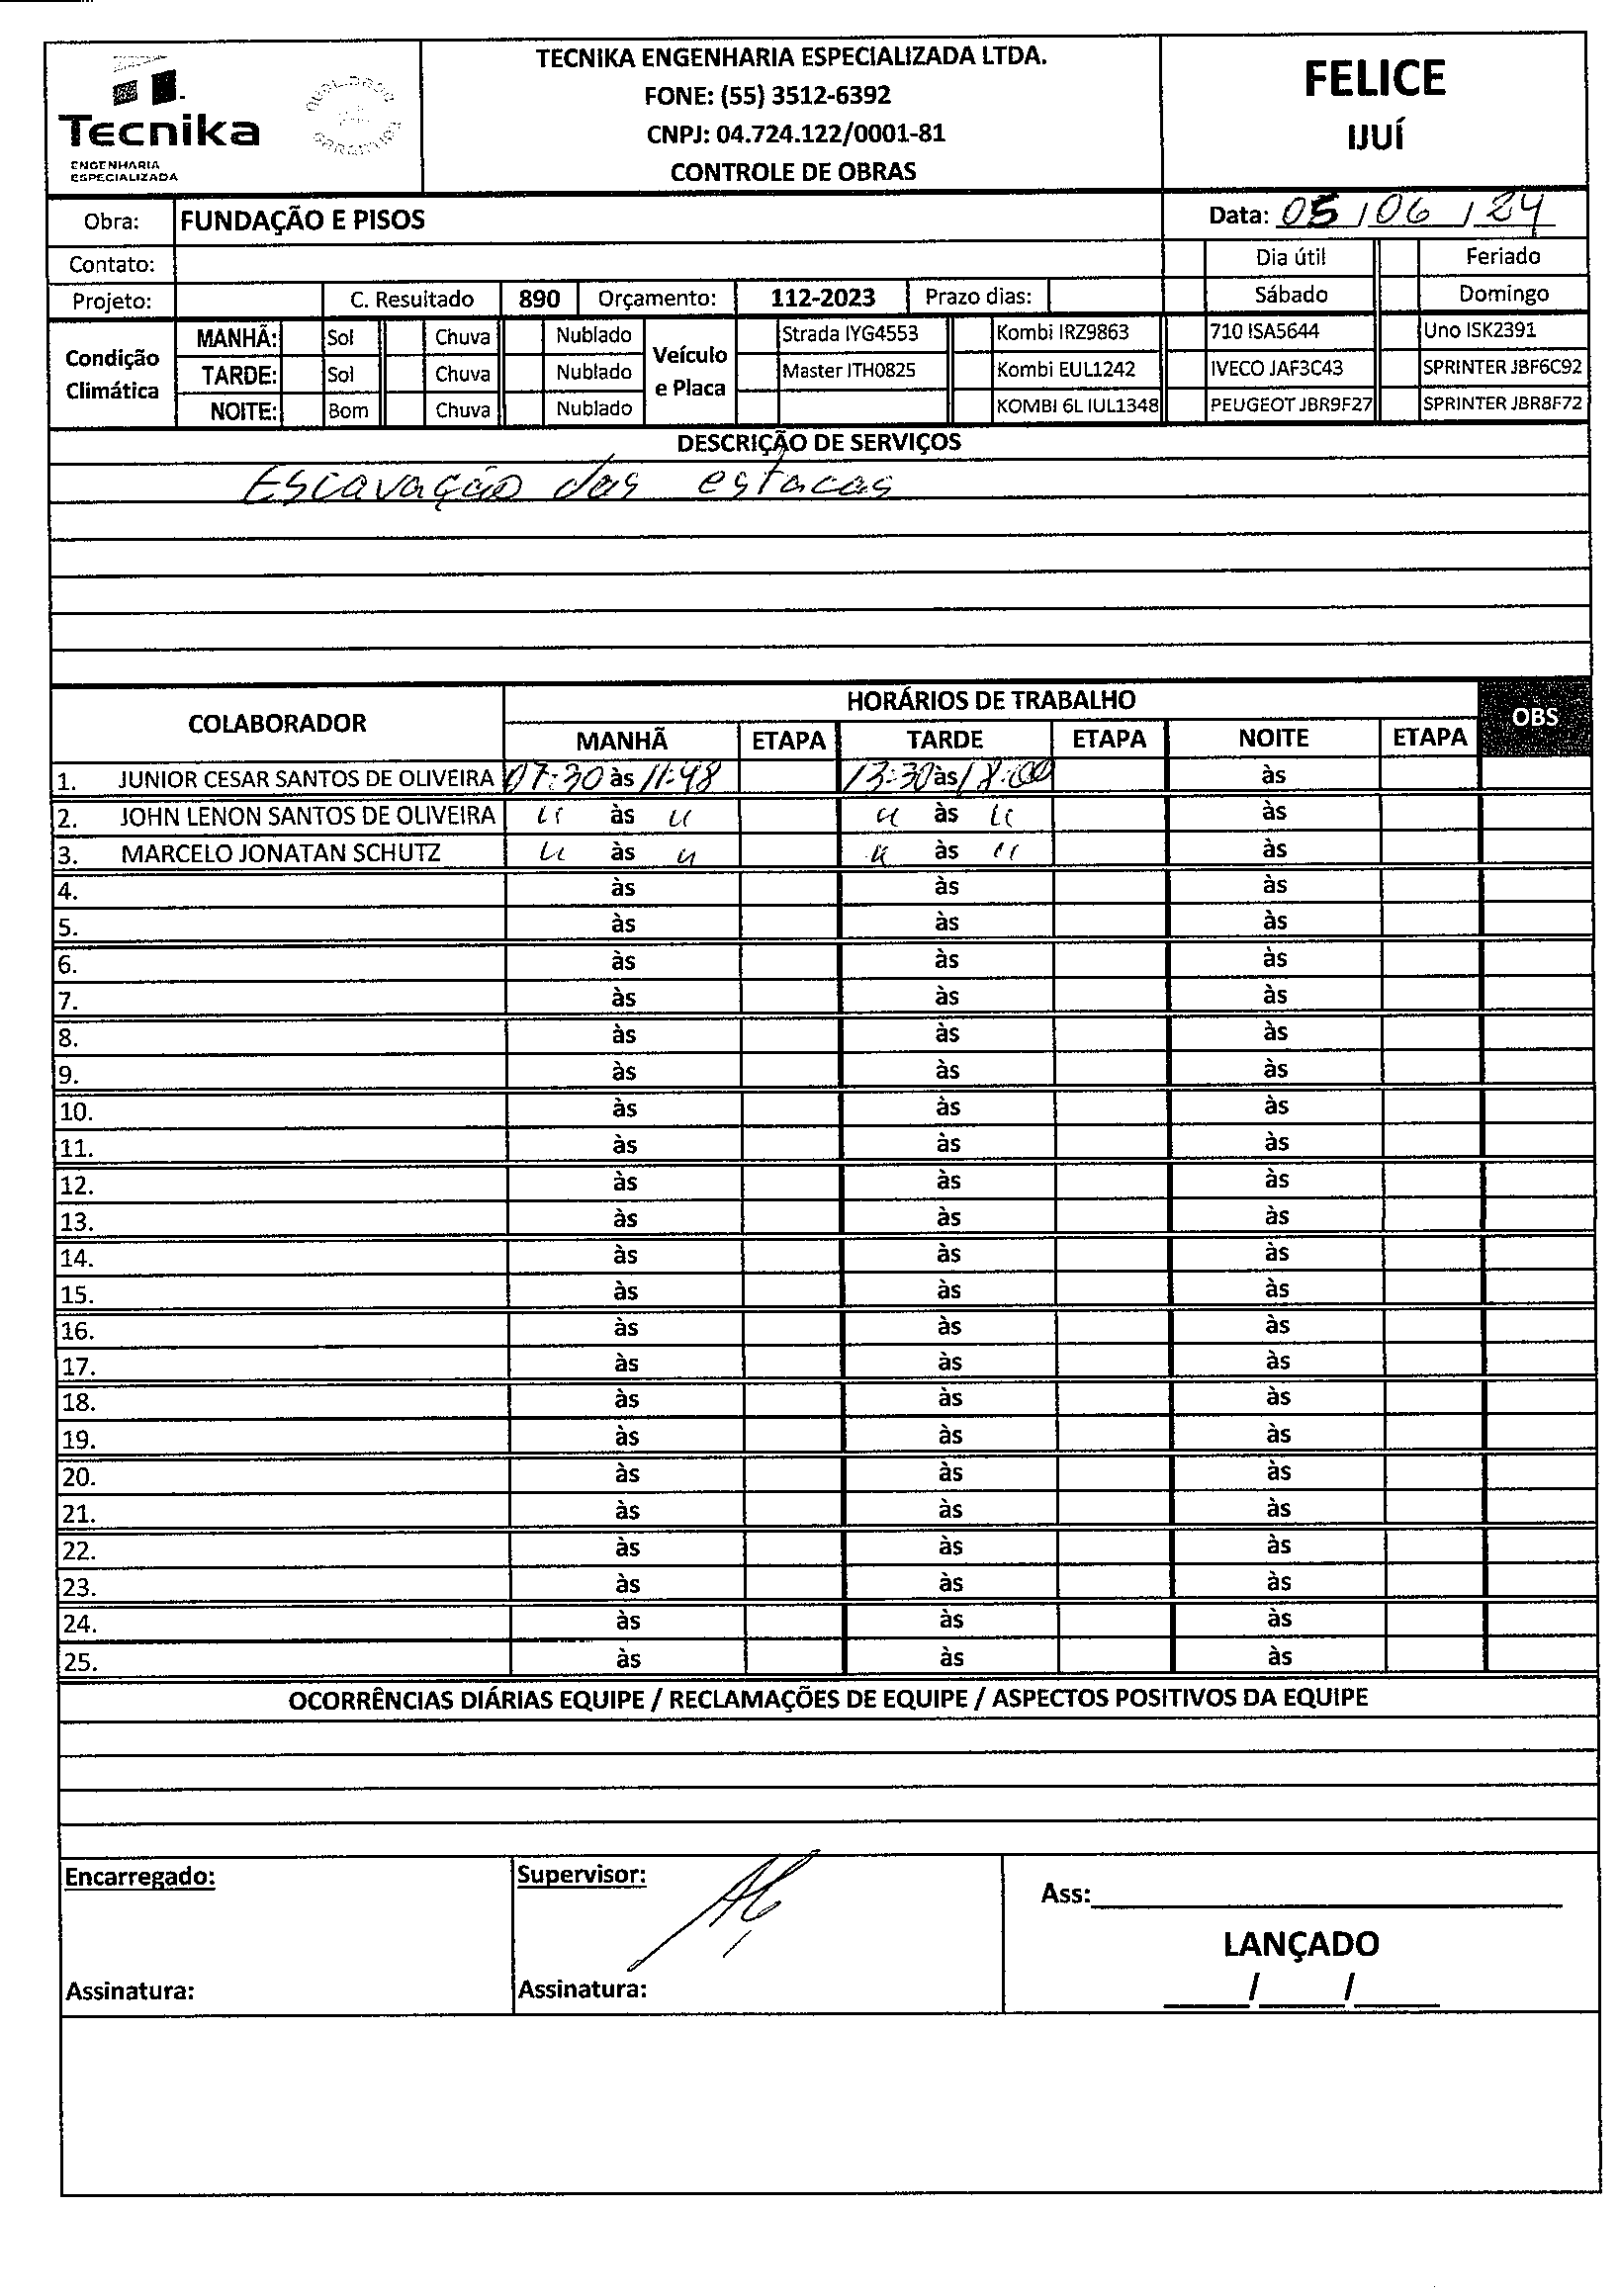 Tecnika
ENGENHARIA
ESPECIALIZADA
TECNIKA ENGENHARIA ESPECIALIZADA LTDA.
FONE: (55) 3512-6392
CNPJ: 04.724.122/0001-81
CONTROLE DE OBRAS
FELICE
IJUÍ
Obra: FUNDAÇÃO E PISOS Data: 05/06/24
Contato: Dia útil Feriado
Projeto: C. Resultado 890 Orçamento: 112-2023 Prazo dias: Sábado Domingo
Condição Climática
MANHÃ: Sol Chuva Nublado
TARDE: Sol Chuva Nublado
NOITE: Bom Chuva Nublado
Veículo e Placa
Strada IYG4553 Kombi IRZ9863 710 ISA5644 Uno ISK2391
Master ITH0825 Kombi EUL1242 IVECO JAF3C43 SPRINTER JBF6C92
KOMBI 6L IUL1348 PEUGEOT JBR9F27 SPRINTER JBR8F72
DESCRIÇÃO DE SERVIÇOS
Escavação das estacas
COLABORADOR HORÁRIOS DE TRABALHO OBS
MANHÃ ETAPA TARDE ETAPA NOITE ETAPA
1. JUNIOR CESAR SANTOS DE OLIVEIRA 07:30 às 11:48 13:30 às 18:00 às
2. JOHN LENON SANTOS DE OLIVEIRA " às " " às " às
3. MARCELO JONATAN SCHUTZ " às " " às " às
4. às às às
5. às às às
6. às às às
7. às às às
8. às às às
9. às às às
10. às às às
11. às às às
12. às às às
13. às às às
14. às às às
15. às às às
16. às às às
17. às às às
18. às às às
19. às às às
20. às às às
21. às às às
22. às às às
23. às às às
24. às às às
25. às às às
OCORRÊNCIAS DIÁRIAS EQUIPE / RECLAMAÇÕES DE EQUIPE / ASPECTOS POSITIVOS DA EQUIPE
Encarregado: Supervisor: Ass:
LANÇADO
Assinatura: Assinatura: / /